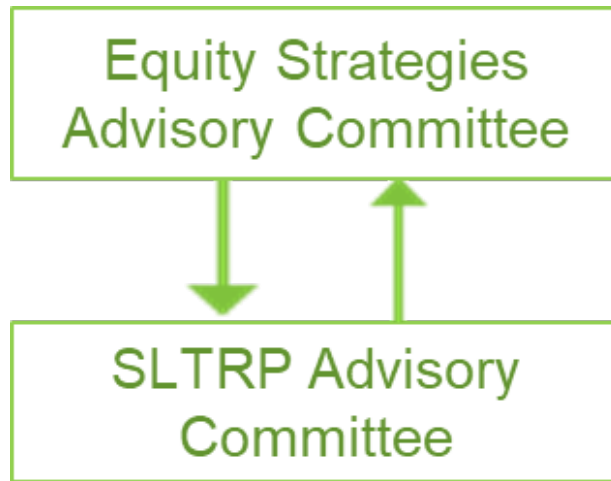 Equity Strategies
Advisory Committee
SLTRP Advisory
Committee